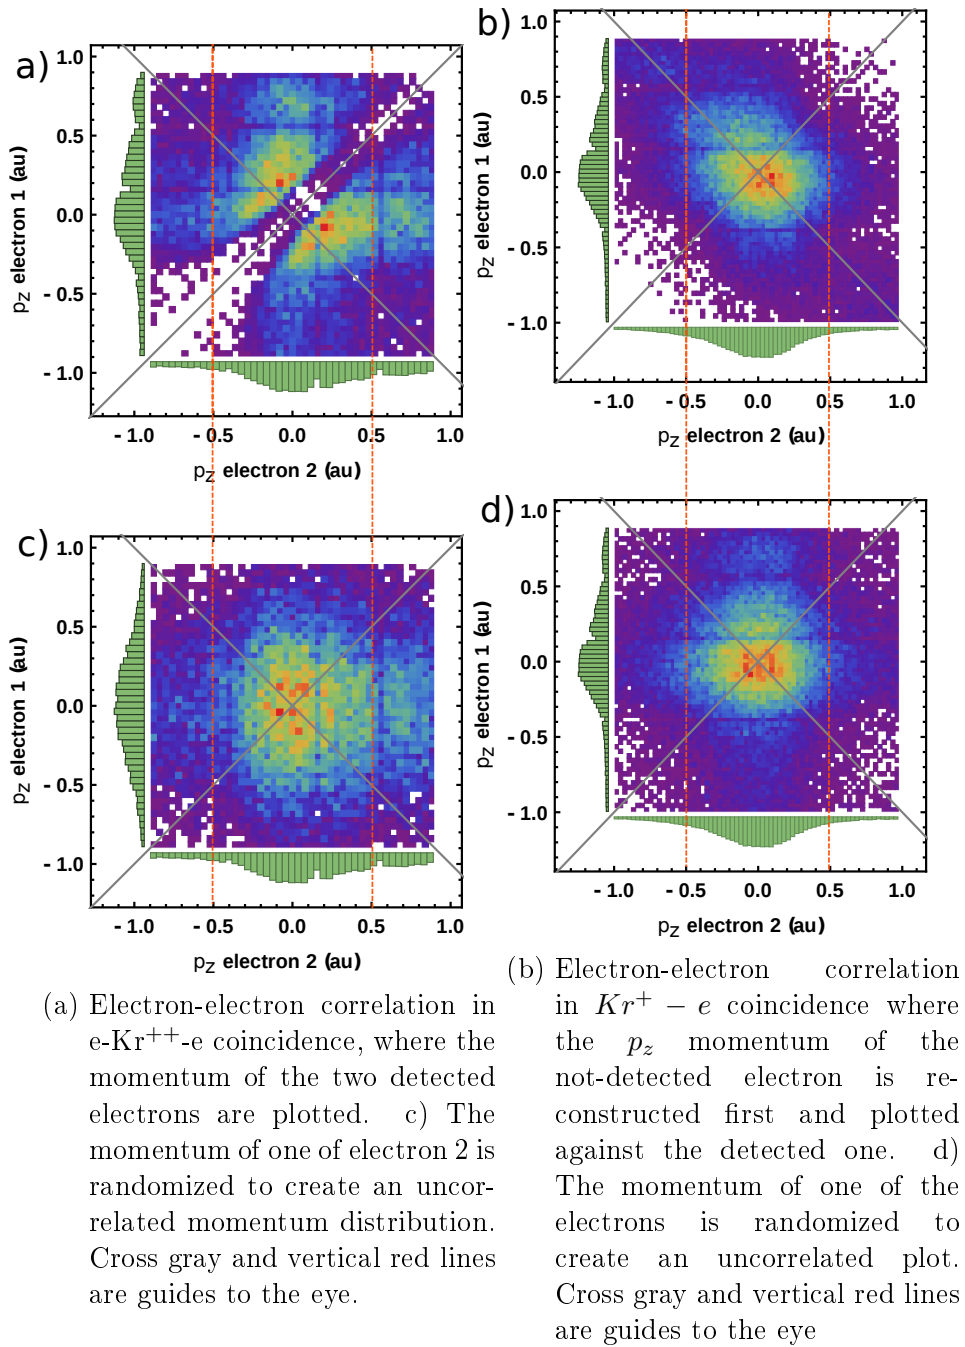 a)
1.0
0.5
0.0
- 0.5
- 1.0
pz electron 1 (au)
- 1.0 - 0.5 0.0 0.5 1.0
pz electron 2 (au)
b)
1.0
0.5
0.0
- 0.5
- 1.0
pz electron 1 (au)
- 1.0 - 0.5 0.0 0.5 1.0
pz electron 2 (au)
c)
1.0
0.5
0.0
- 0.5
- 1.0
pz electron 1 (au)
- 1.0 - 0.5 0.0 0.5 1.0
pz electron 2 (au)
d)
1.0
0.5
0.0
- 0.5
- 1.0
pz electron 1 (au)
- 1.0 - 0.5 0.0 0.5 1.0
pz electron 2 (au)
(a) Electron-electron correlation in
e-Kr++-e coincidence, where the
momentum of the two detected
electrons are plotted. c) The
momentum of one of electron 2 is
randomized to create an uncor-
related momentum distribution.
Cross gray and vertical red lines
are guides to the eye.
(b) Electron-electron correlation
in Kr+ − e coincidence where
the pz momentum of the
not-detected electron is re-
constructed first and plotted
against the detected one. d)
The momentum of one of the
electrons is randomized to
create an uncorrelated plot.
Cross gray and vertical red lines
are guides to the eye